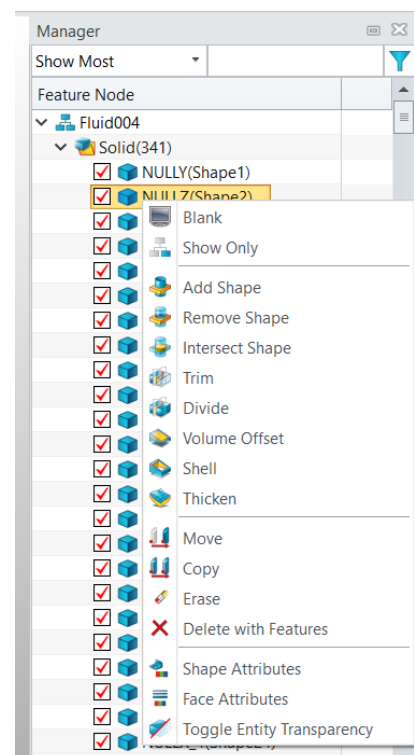 Manager
Show Most
Feature Node
Fluid004
Solid(341)
NULLY(Shape1)
NULLZ(Shape2)
Blank
Show Only
Add Shape
Remove Shape
Intersect Shape
Trim
Divide
Volume Offset
Shell
Thicken
Move
Copy
Erase
Delete with Features
Shape Attributes
Face Attributes
Toggle Entity Transparency